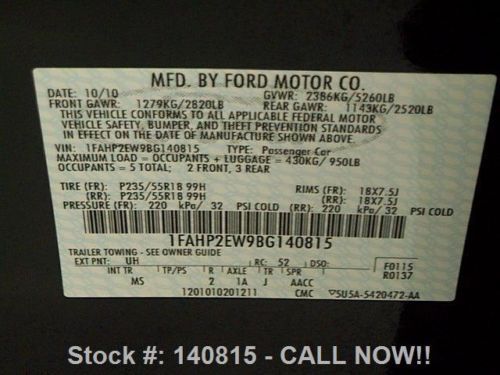 MFD. BY FORD MOTOR CO.
DATE: 10/10 GVWR: 2386KG/5260LB
FRONT GAWR: 1279KG/2820LB REAR GAWR: 1143KG/2520LB
THIS VEHICLE CONFORMS TO ALL APPLICABLE FEDERAL MOTOR
VEHICLE SAFETY, BUMPER, AND THEFT PREVENTION STANDARDS
IN EFFECT ON THE DATE OF MANUFACTURE SHOWN ABOVE.
VIN: 1FAHP2EW9BG140815 TYPE: Passenger Car
MAXIMUM LOAD = OCCUPANTS + LUGGAGE = 430KG/950LB
OCCUPANTS = 5 TOTAL; 2 FRONT, 3 REAR
TIRE (FR): P235/55R18 99H RIMS (FR): 18X7.5J
(R): P235/55R18 99H (R): 18X7.5J
PRESSURE (FR): 220 kPa/ 32 PSI COLD (R): 220 kPa/ 32 PSI COLD
1FAHP2EW9BG140815
TRAILER TOWING - SEE OWNER GUIDE
EXT PNT: UH RC: 52 DSO: F0115
R0137
INT TR TP/PS R AXLE TR SPR
MS 2 1A J AACC
1201010201211 CMC 5U5A-5420472-AA
Stock #: 140815 - CALL NOW!!